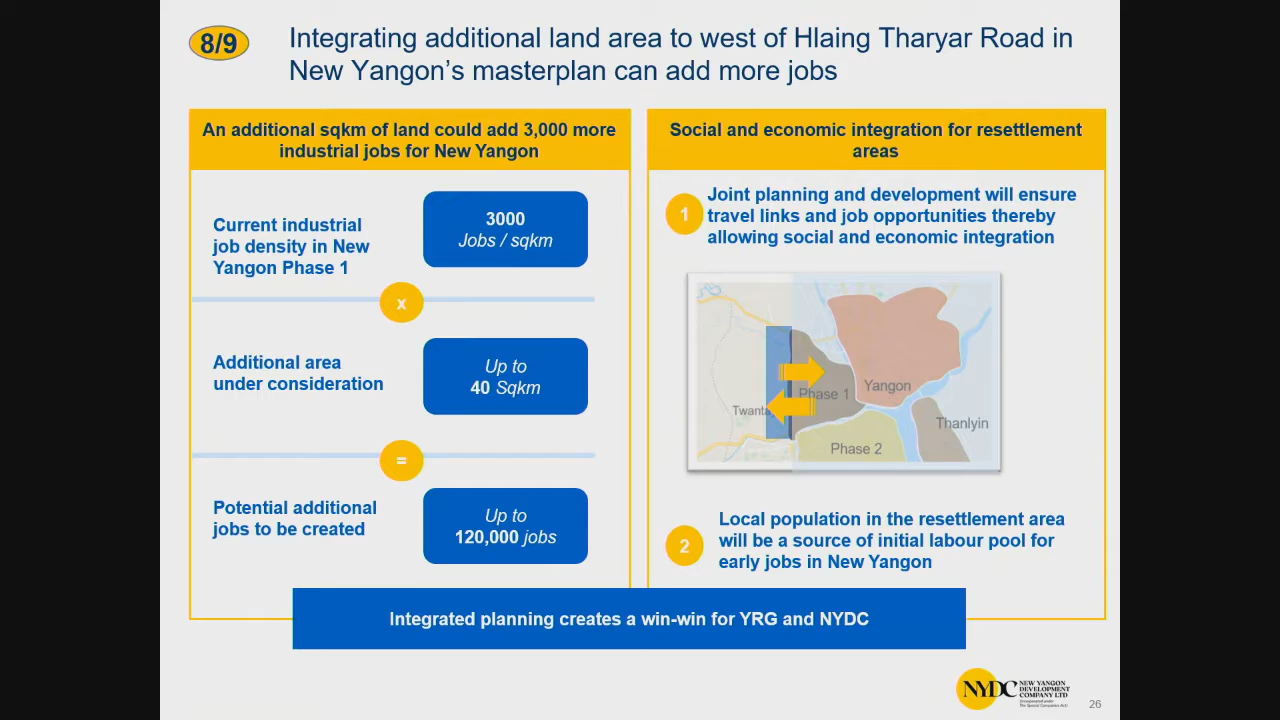 8/9
Integrating additional land area to west of Hlaing Tharyar Road in
New Yangon's masterplan can add more jobs
An additional sqkm of land could add 3,000 more
industrial jobs for New Yangon
Current industrial
job density in New
Yangon Phase 1
3000
Jobs / sqkm
x
Additional area
under consideration
Up to
40 Sqkm
=
Potential additional
jobs to be created
Up to
120,000 jobs
Social and economic integration for resettlement
areas
1
Joint planning and development will ensure
travel links and job opportunities thereby
allowing social and economic integration
Yangon
Phase 1
Twanta
Thanlyin
Phase 2
2
Local population in the resettlement area
will be a source of initial labour pool for
early jobs in New Yangon
Integrated planning creates a win-win for YRG and NYDC
NYDC
NEW YANGON
DEVELOPMENT
COMPANY LTD
26